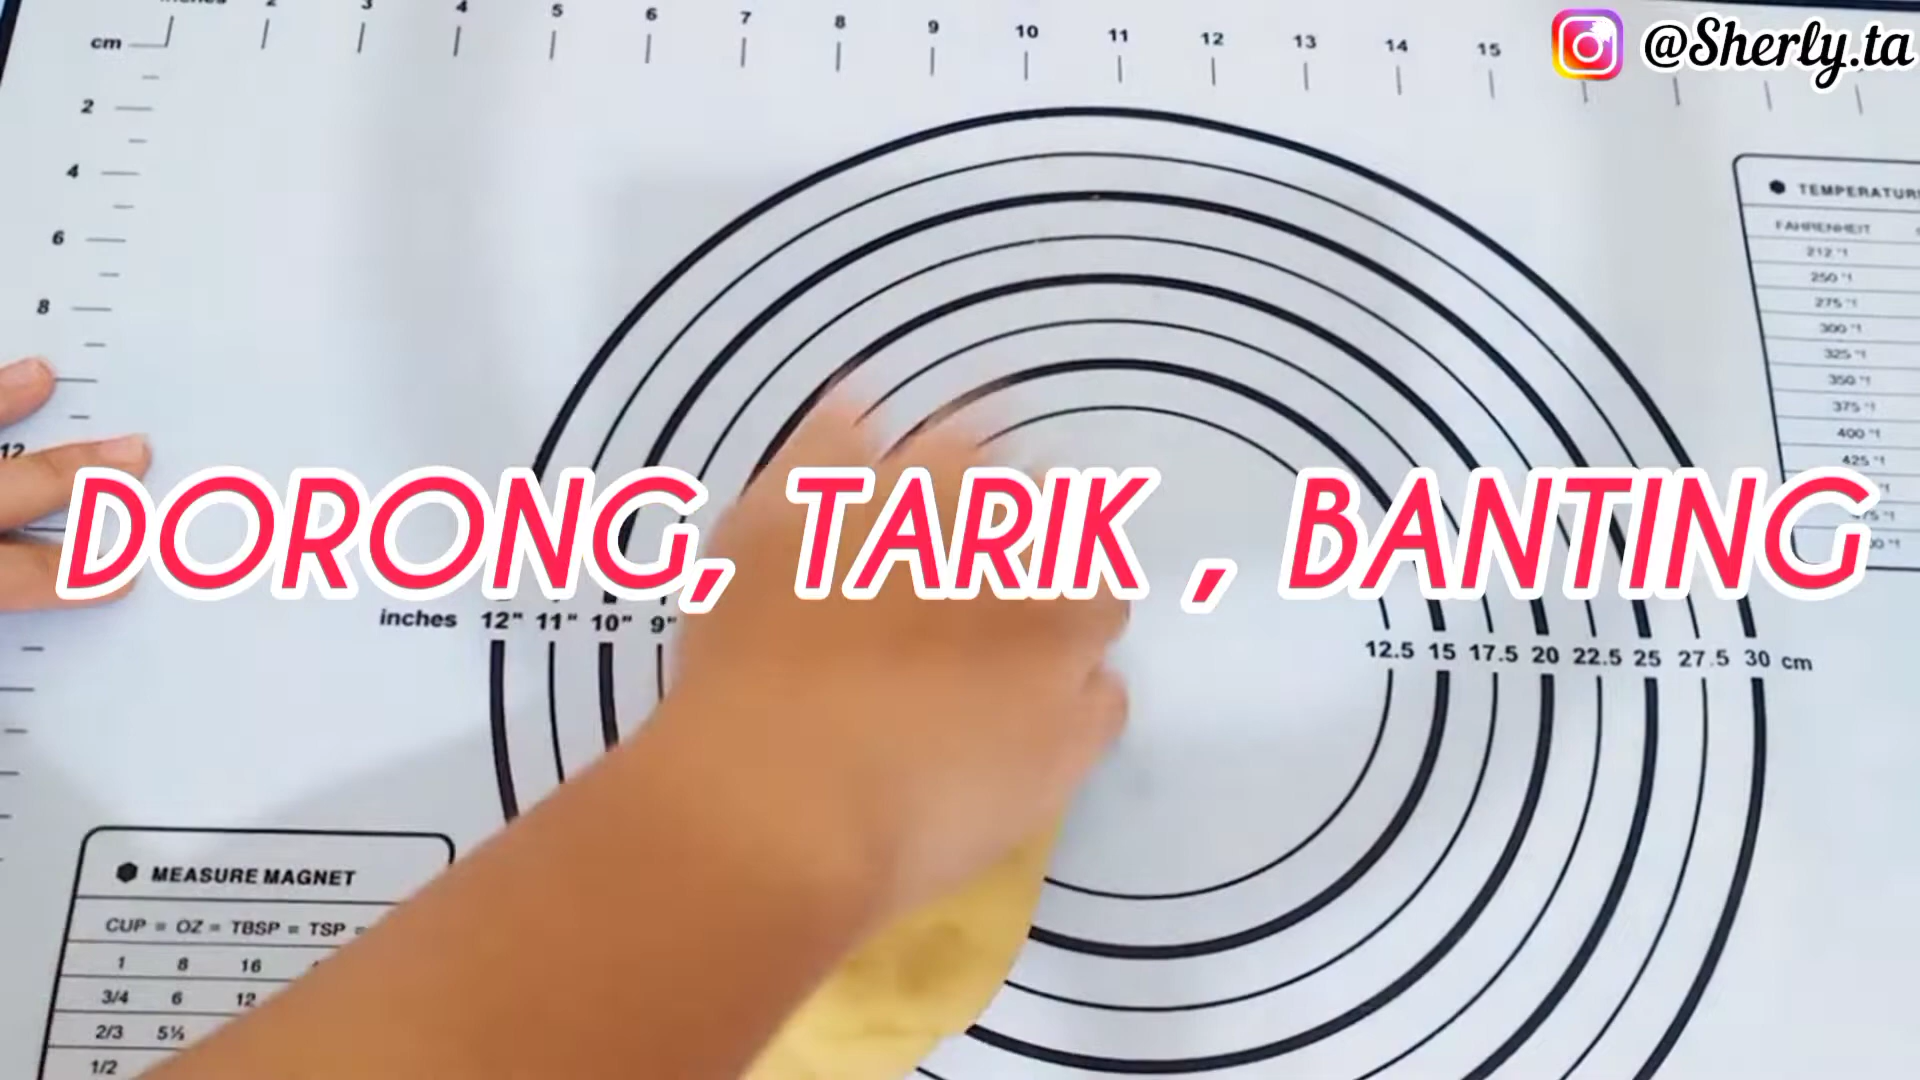 @Sherly.ta
inches 2 3 4 5 6 7 8 9 10 11 12 13 14 15
cm
2
4
6
8
12
TEMPERATURE
FAHRENHEIT
212 °f
250 °f
275 °f
300 °f
325 °f
350 °f
375 °f
400 °f
425 °f
DORONG, TARIK , BANTING
inches 12" 11" 10" 9"
12.5 15 17.5 20 22.5 25 27.5 30 cm
MEASURE MAGNET
CUP = OZ = TBSP = TSP =
1 8 16
3/4 6 12
2/3 5⅓
1/2